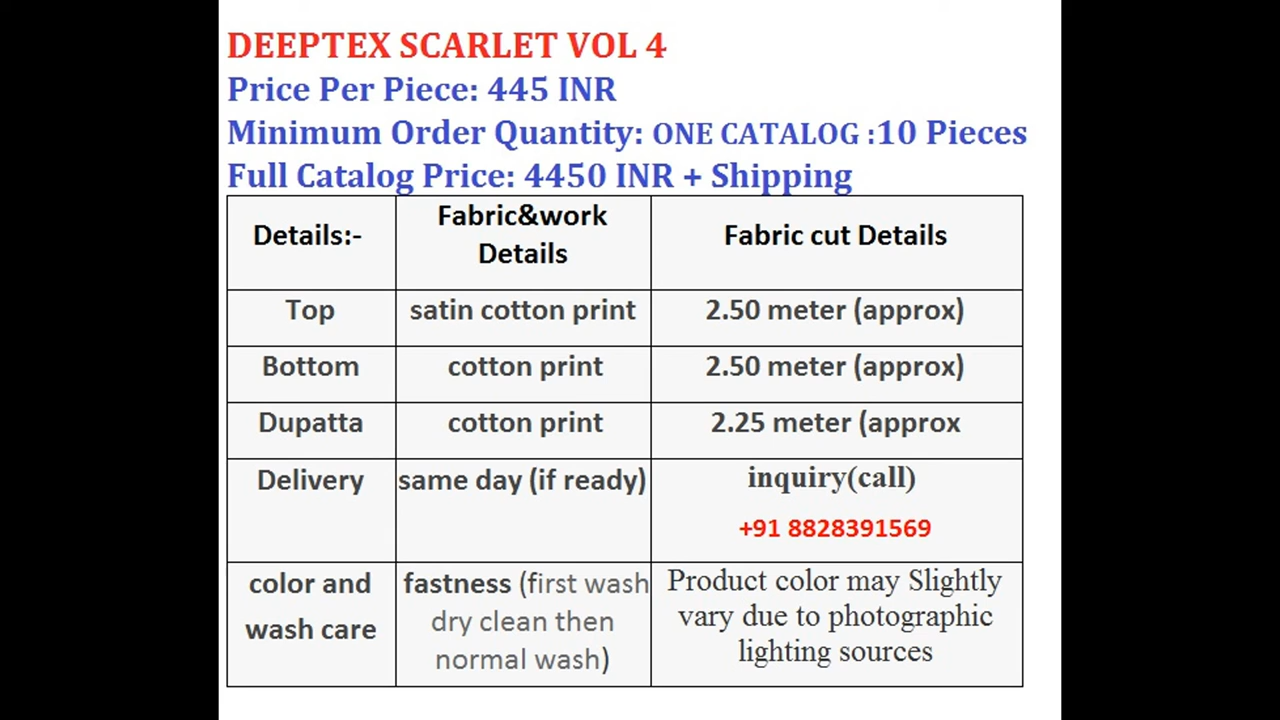 DEEPTEX SCARLET VOL 4
Price Per Piece: 445 INR
Minimum Order Quantity: ONE CATALOG :10 Pieces
Full Catalog Price: 4450 INR + Shipping
Details:-
Fabric&work
Details
Fabric cut Details
Top
satin cotton print
2.50 meter (approx)
Bottom
cotton print
2.50 meter (approx)
Dupatta
cotton print
2.25 meter (approx
Delivery
same day (if ready)
inquiry(call)
+91 8828391569
color and
wash care
fastness (first wash
dry clean then
normal wash)
Product color may Slightly
vary due to photographic
lighting sources